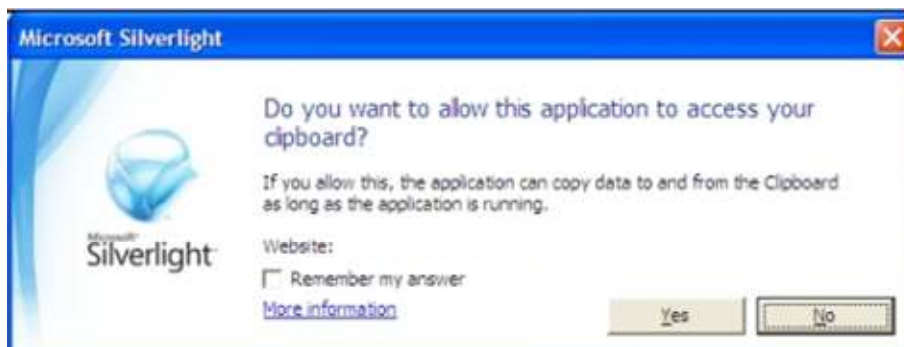 Microsoft Silverlight
Do you want to allow this application to access your
clipboard?
If you allow this, the application can copy data to and from the Clipboard
as long as the application is running.
Microsoft
Silverlight
Website:
Remember my answer
More information
Yes
No